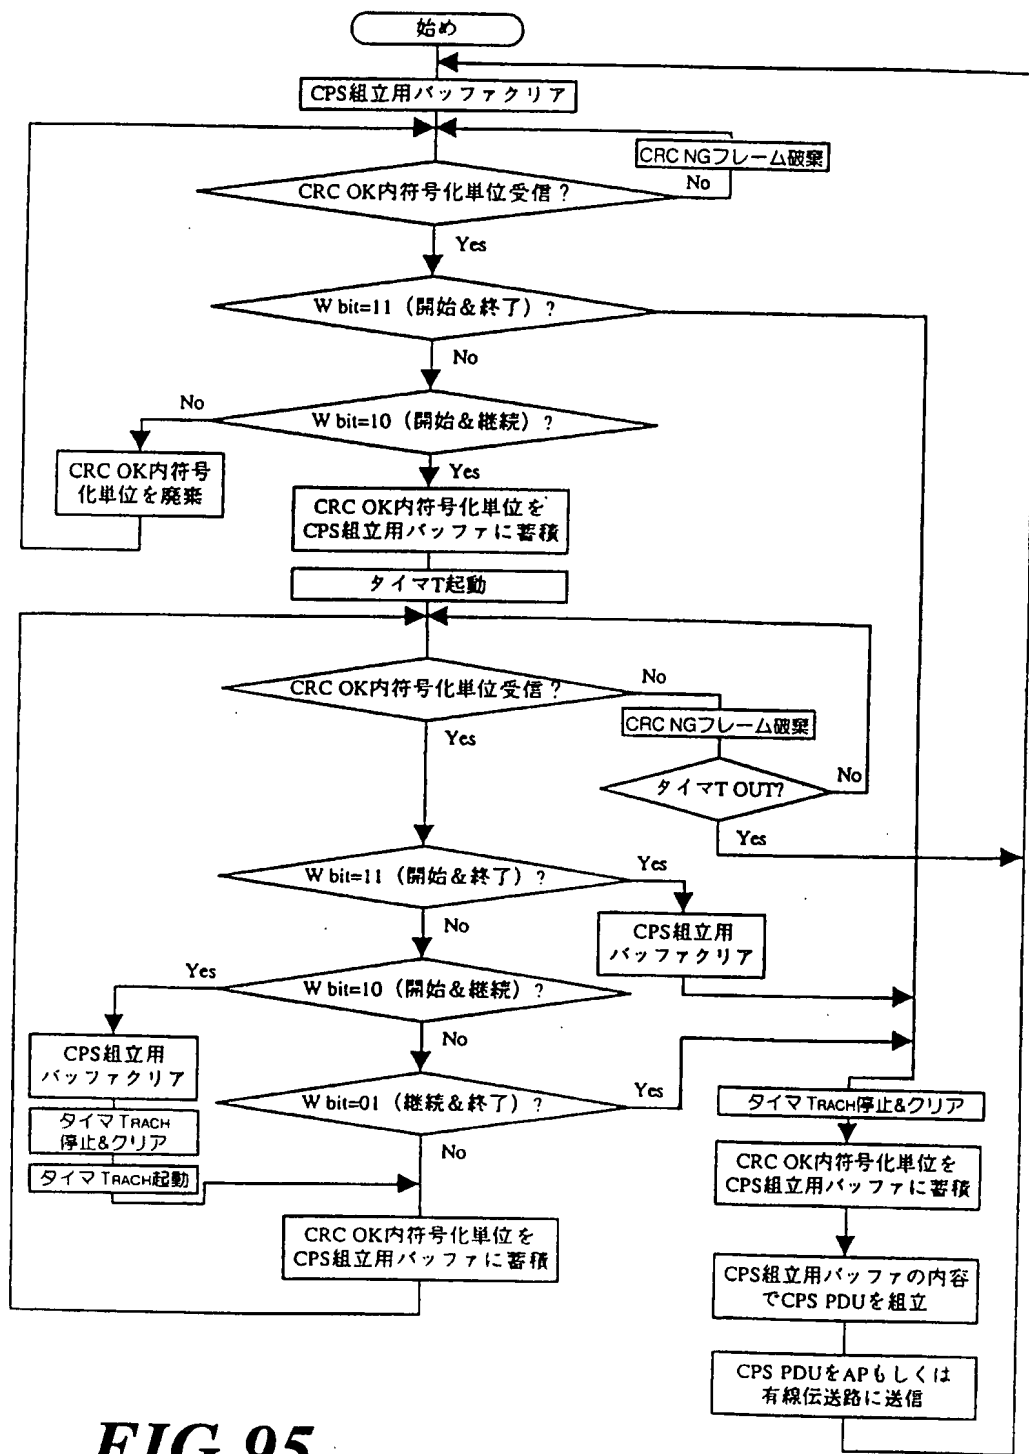 始め
CPS組立用バッファクリア
CRC NGフレーム破棄
CRC OK内符号化単位受信?
No
Yes
W bit=11 (開始&終了) ?
No
No
W bit=10 (開始&継続) ?
Yes
CRC OK内符号
化単位を廃棄
CRC OK内符号化単位を
CPS組立用バッファに蓄積
タイマT起動
CRC OK内符号化単位受信?
No
Yes
CRC NGフレーム破棄
タイマT OUT?
No
Yes
W bit=11 (開始&終了) ?
Yes
No
CPS組立用
バッファクリア
Yes
W bit=10 (開始&継続) ?
No
CPS組立用
バッファクリア
W bit=01 (継続&終了) ?
Yes
タイマ TRACH停止&クリア
タイマ TRACH
停止&クリア
No
タイマ TRACH起動
CRC OK内符号化単位を
CPS組立用バッファに蓄積
CRC OK内符号化単位を
CPS組立用バッファに蓄積
CPS組立用バッファの内容
でCPS PDUを組立
CPS PDUをAPもしくは
有線伝送路に送信
FIG.95